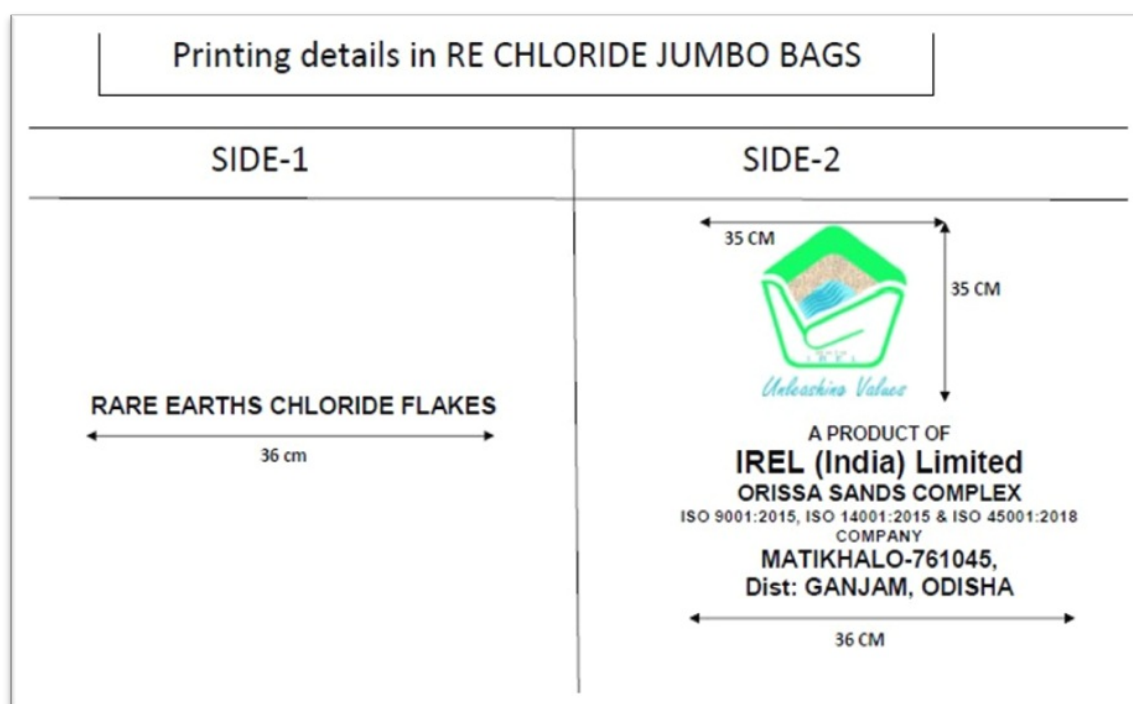 Printing details in RE CHLORIDE JUMBO BAGS
SIDE-1
SIDE-2
RARE EARTHS CHLORIDE FLAKES
36 cm
35 CM
35 CM
IREL
Unleashing Values
A PRODUCT OF
IREL (India) Limited
ORISSA SANDS COMPLEX
ISO 9001:2015, ISO 14001:2015 & ISO 45001:2018
COMPANY
MATIKHALO-761045,
Dist: GANJAM, ODISHA
36 CM